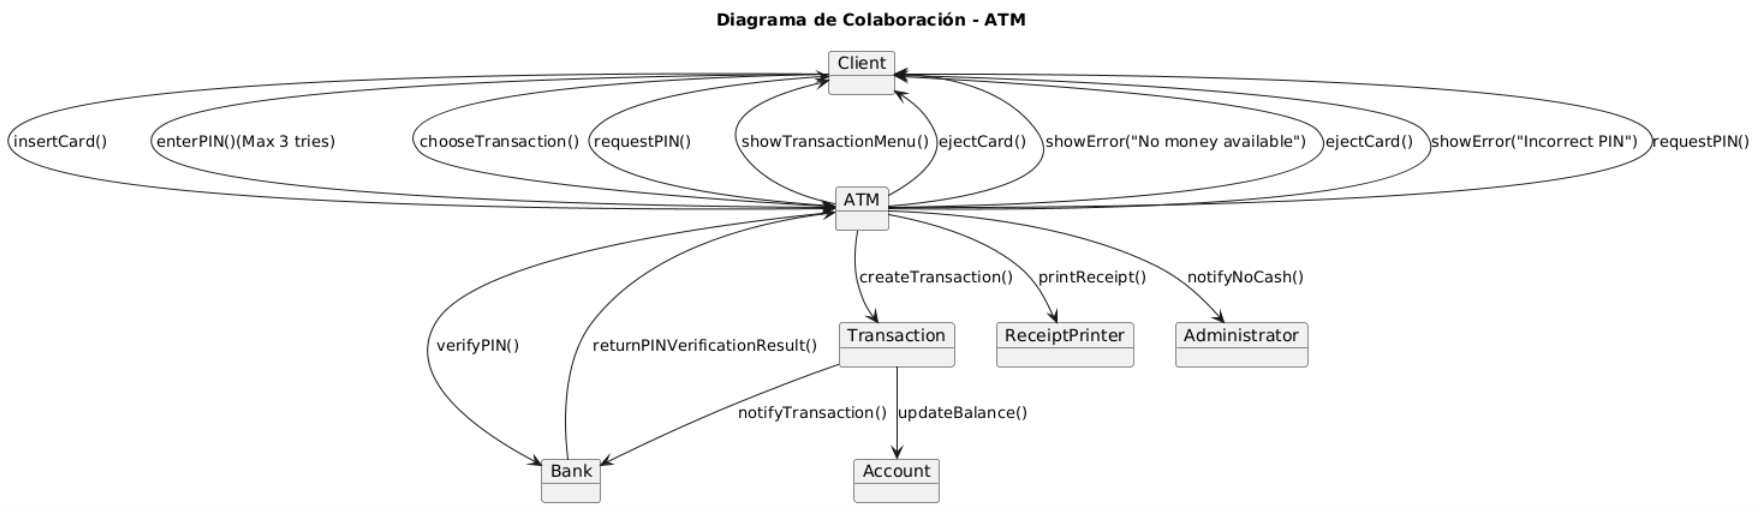 Diagrama de Colaboración - ATM
Client
insertCard()
enterPIN()(Max 3 tries)
chooseTransaction()
requestPIN()
showTransactionMenu()
ejectCard()
showError("No money available")
ejectCard()
showError("Incorrect PIN")
requestPIN()
ATM
createTransaction()
printReceipt()
notifyNoCash()
Transaction
ReceiptPrinter
Administrator
verifyPIN()
returnPINVerificationResult()
notifyTransaction()
updateBalance()
Bank
Account